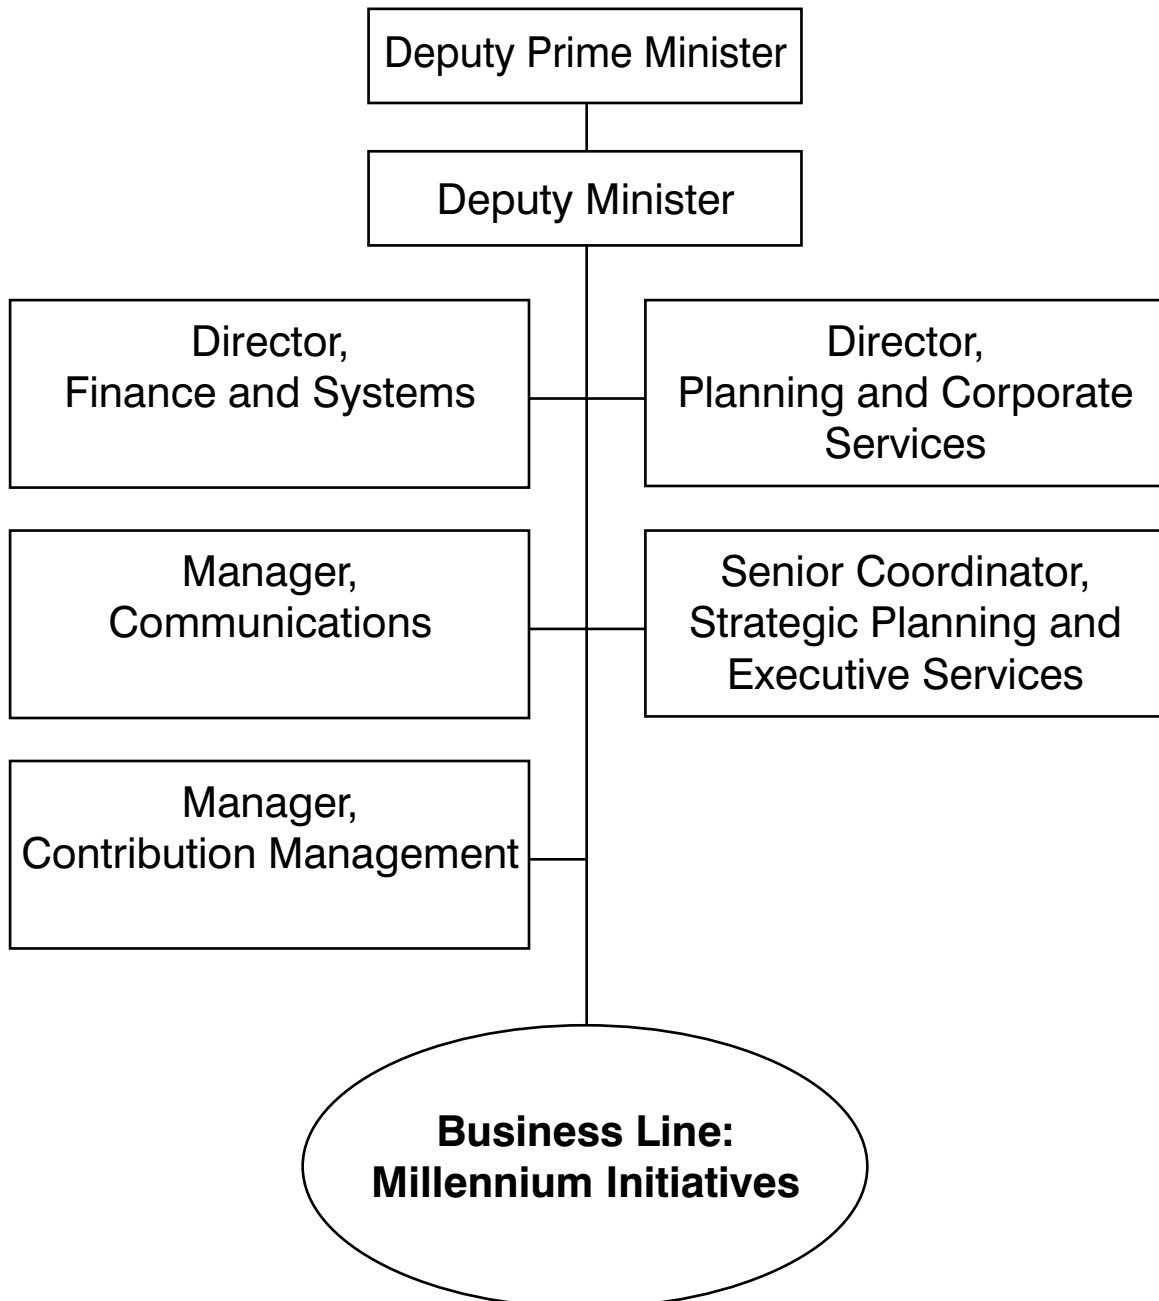 Deputy Prime Minister
Deputy Minister
Director,
Finance and Systems
Director,
Planning and Corporate
Services
Manager,
Communications
Senior Coordinator,
Strategic Planning and
Executive Services
Manager,
Contribution Management
Business Line:
Millennium Initiatives